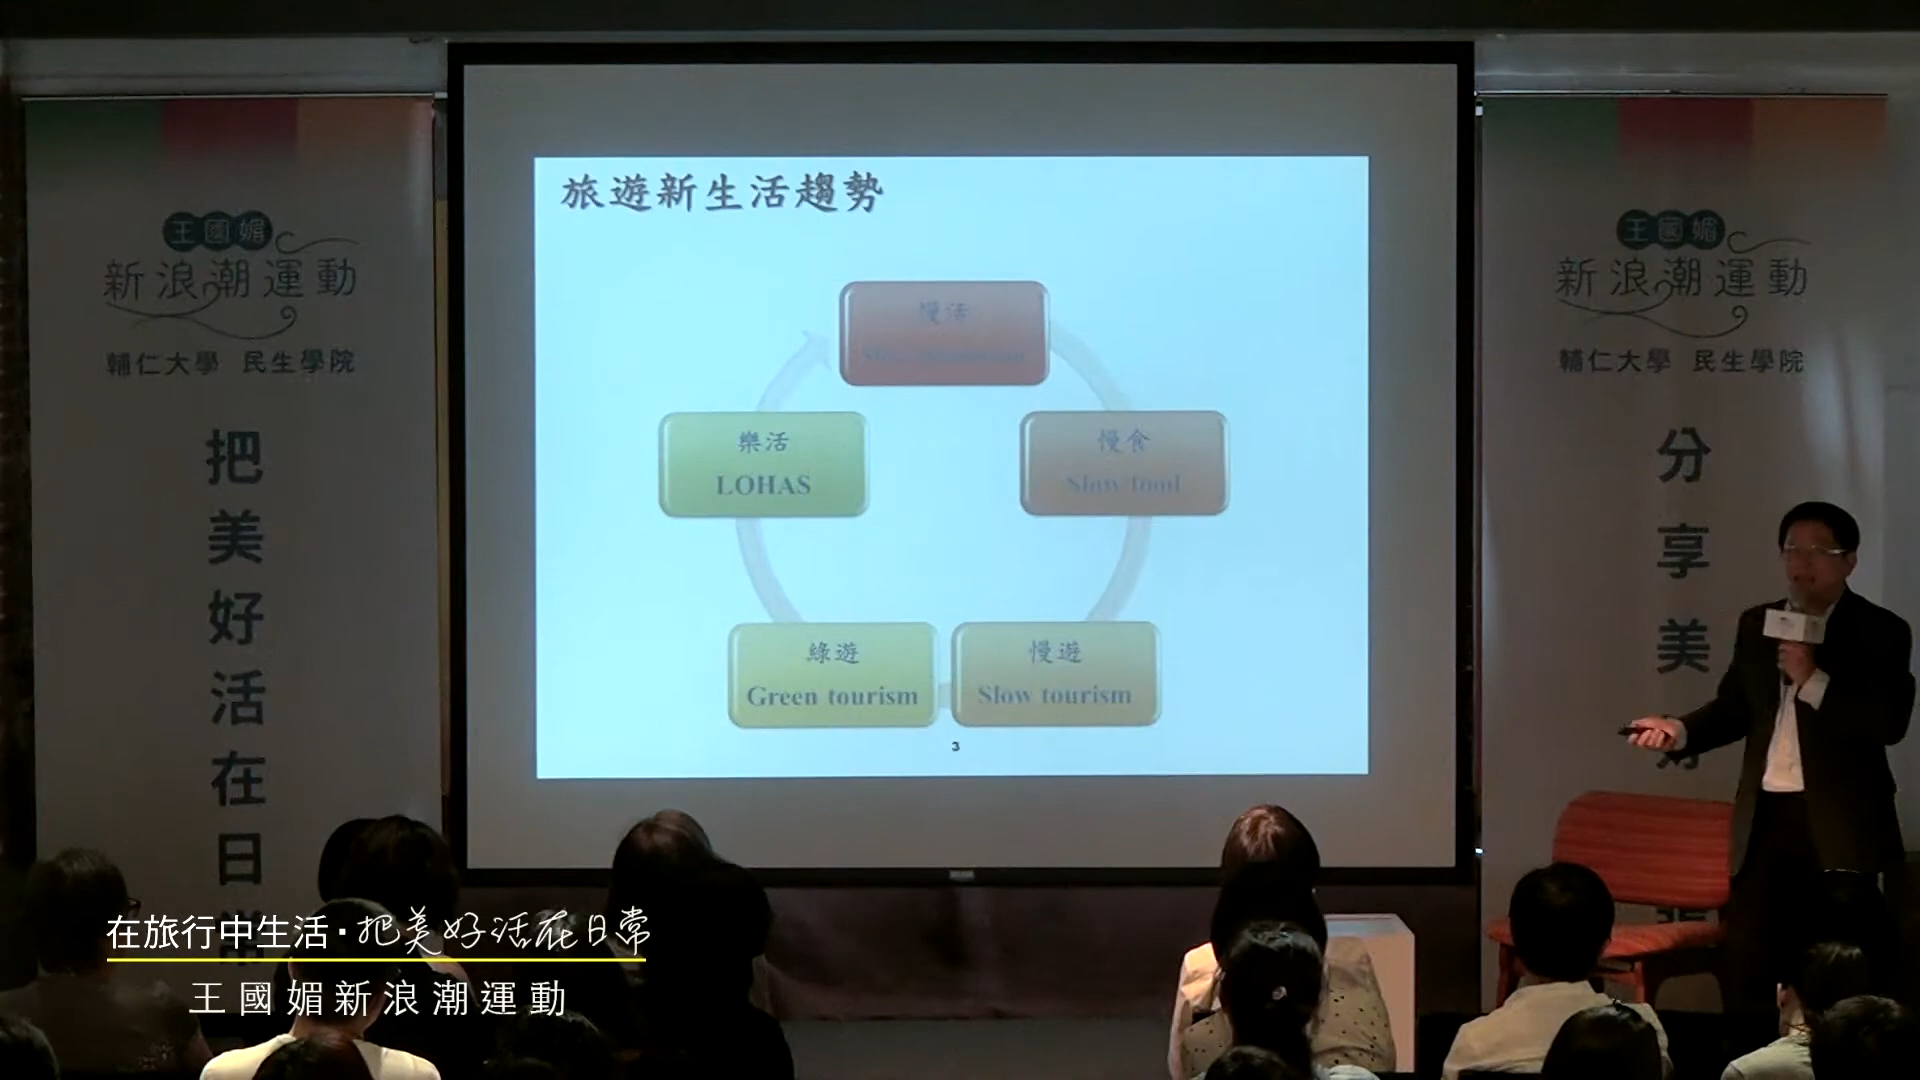 旅遊新生活趨勢
慢活
樂活
LOHAS
慢食
Slow food
綠遊
Green tourism
慢遊
Slow tourism
3
王國媚
新浪潮運動
輔仁大學 民生學院
把美好活在日常
王國媚
新浪潮運動
輔仁大學 民生學院
分享美好
在旅行中生活·把美好活在日常
王國媚新浪潮運動